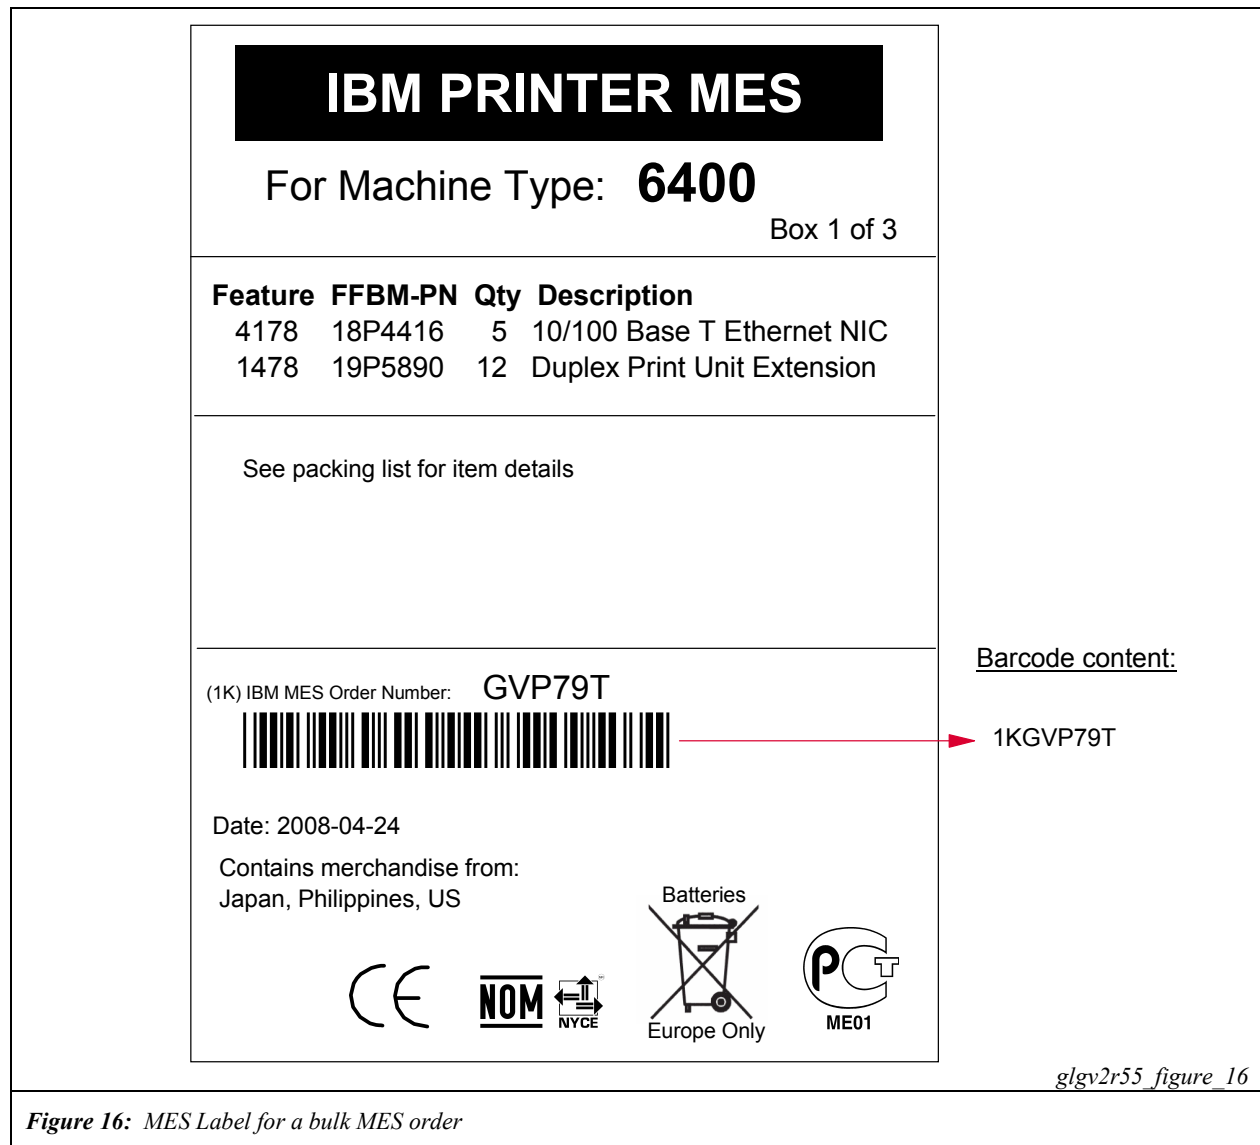 IBM PRINTER MES
For Machine Type: 6400
Box 1 of 3
Feature FFBM-PN Qty Description
4178 18P4416 5 10/100 Base T Ethernet NIC
1478 19P5890 12 Duplex Print Unit Extension
See packing list for item details
Barcode content:
(1K) IBM MES Order Number: GVP79T
1KGVP79T
Date: 2008-04-24
Contains merchandise from:
Japan, Philippines, US
Batteries
CE
NOM
NYCE
Europe Only
PCT
ME01
glgv2r55_figure_16
Figure 16: MES Label for a bulk MES order